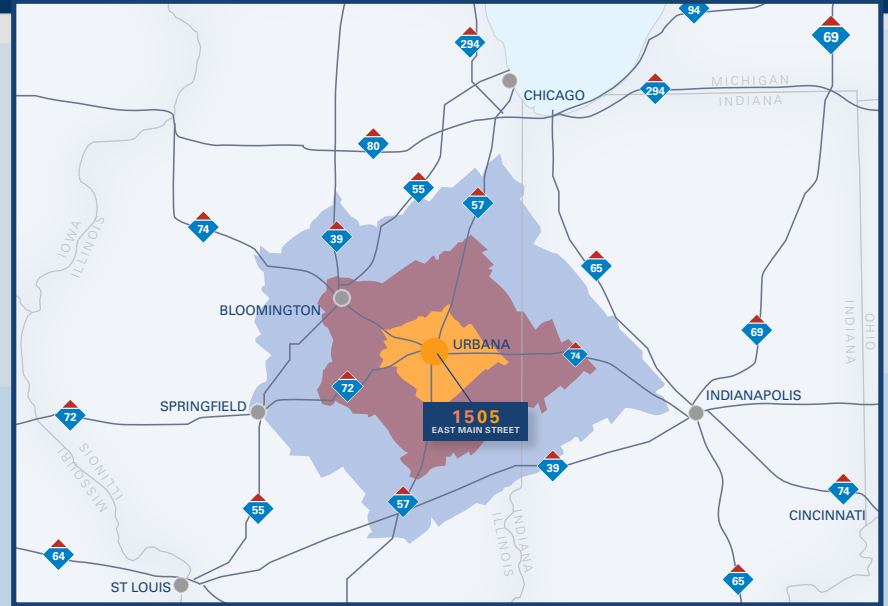 94
69
294
CHICAGO
294
MICHIGAN
INDIANA
80
55
57
74
39
IOWA
ILLINOIS
65
BLOOMINGTON
INDIANA
OHIO
69
URBANA
74
72
INDIANAPOLIS
SPRINGFIELD
72
1505
EAST MAIN STREET
39
ILLINOIS
MISSOURI
74
57
55
CINCINNATI
INDIANA
ILLINOIS
64
65
ST LOUIS